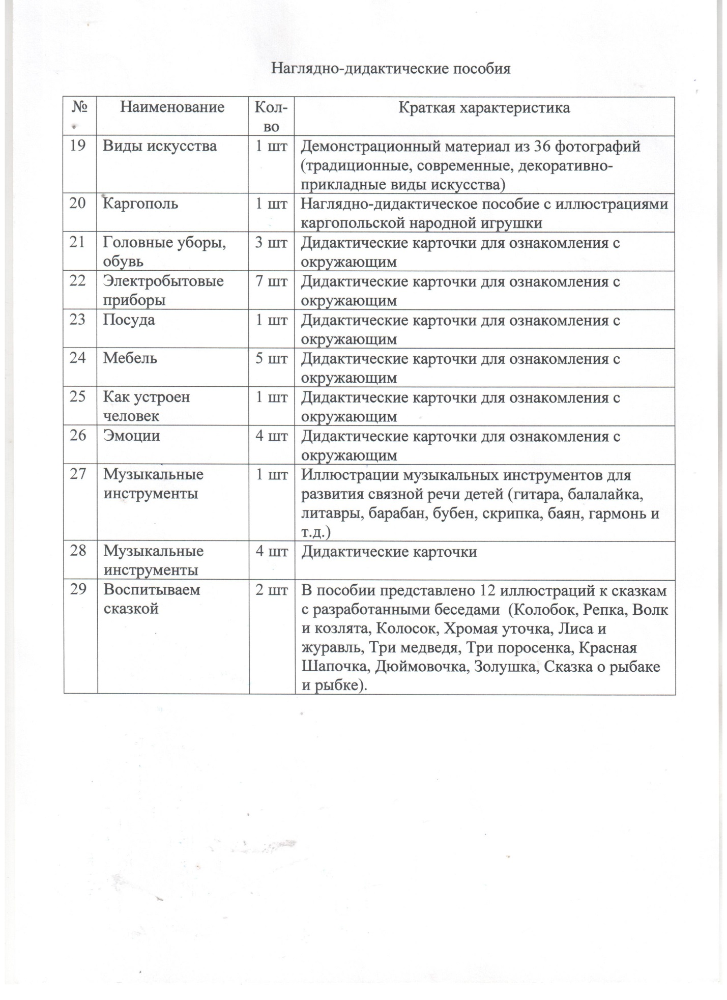 Наглядно-дидактические пособия
№ Наименование Кол-во Краткая характеристика
19 Виды искусства 1 шт Демонстрационный материал из 36 фотографий
(традиционные, современные, декоративно-
прикладные виды искусства)
20 Каргополь 1 шт Наглядно-дидактическое пособие с иллюстрациями
каргопольской народной игрушки
21 Головные уборы, 3 шт Дидактические карточки для ознакомления с
обувь окружающим
22 Электробытовые 7 шт Дидактические карточки для ознакомления с
приборы окружающим
23 Посуда 1 шт Дидактические карточки для ознакомления с
окружающим
24 Мебель 5 шт Дидактические карточки для ознакомления с
окружающим
25 Как устроен 1 шт Дидактические карточки для ознакомления с
человек окружающим
26 Эмоции 4 шт Дидактические карточки для ознакомления с
окружающим
27 Музыкальные 1 шт Иллюстрации музыкальных инструментов для
инструменты развития связной речи детей (гитара, балалайка,
литавры, барабан, бубен, скрипка, баян, гармонь и
т.д.)
28 Музыкальные 4 шт Дидактические карточки
инструменты
29 Воспитываем 2 шт В пособии представлено 12 иллюстраций к сказкам
сказкой с разработанными беседами (Колобок, Репка, Волк
и козлята, Колосок, Хромая уточка, Лиса и
журавль, Три медведя, Три поросенка, Красная
Шапочка, Дюймовочка, Золушка, Сказка о рыбаке
и рыбке).